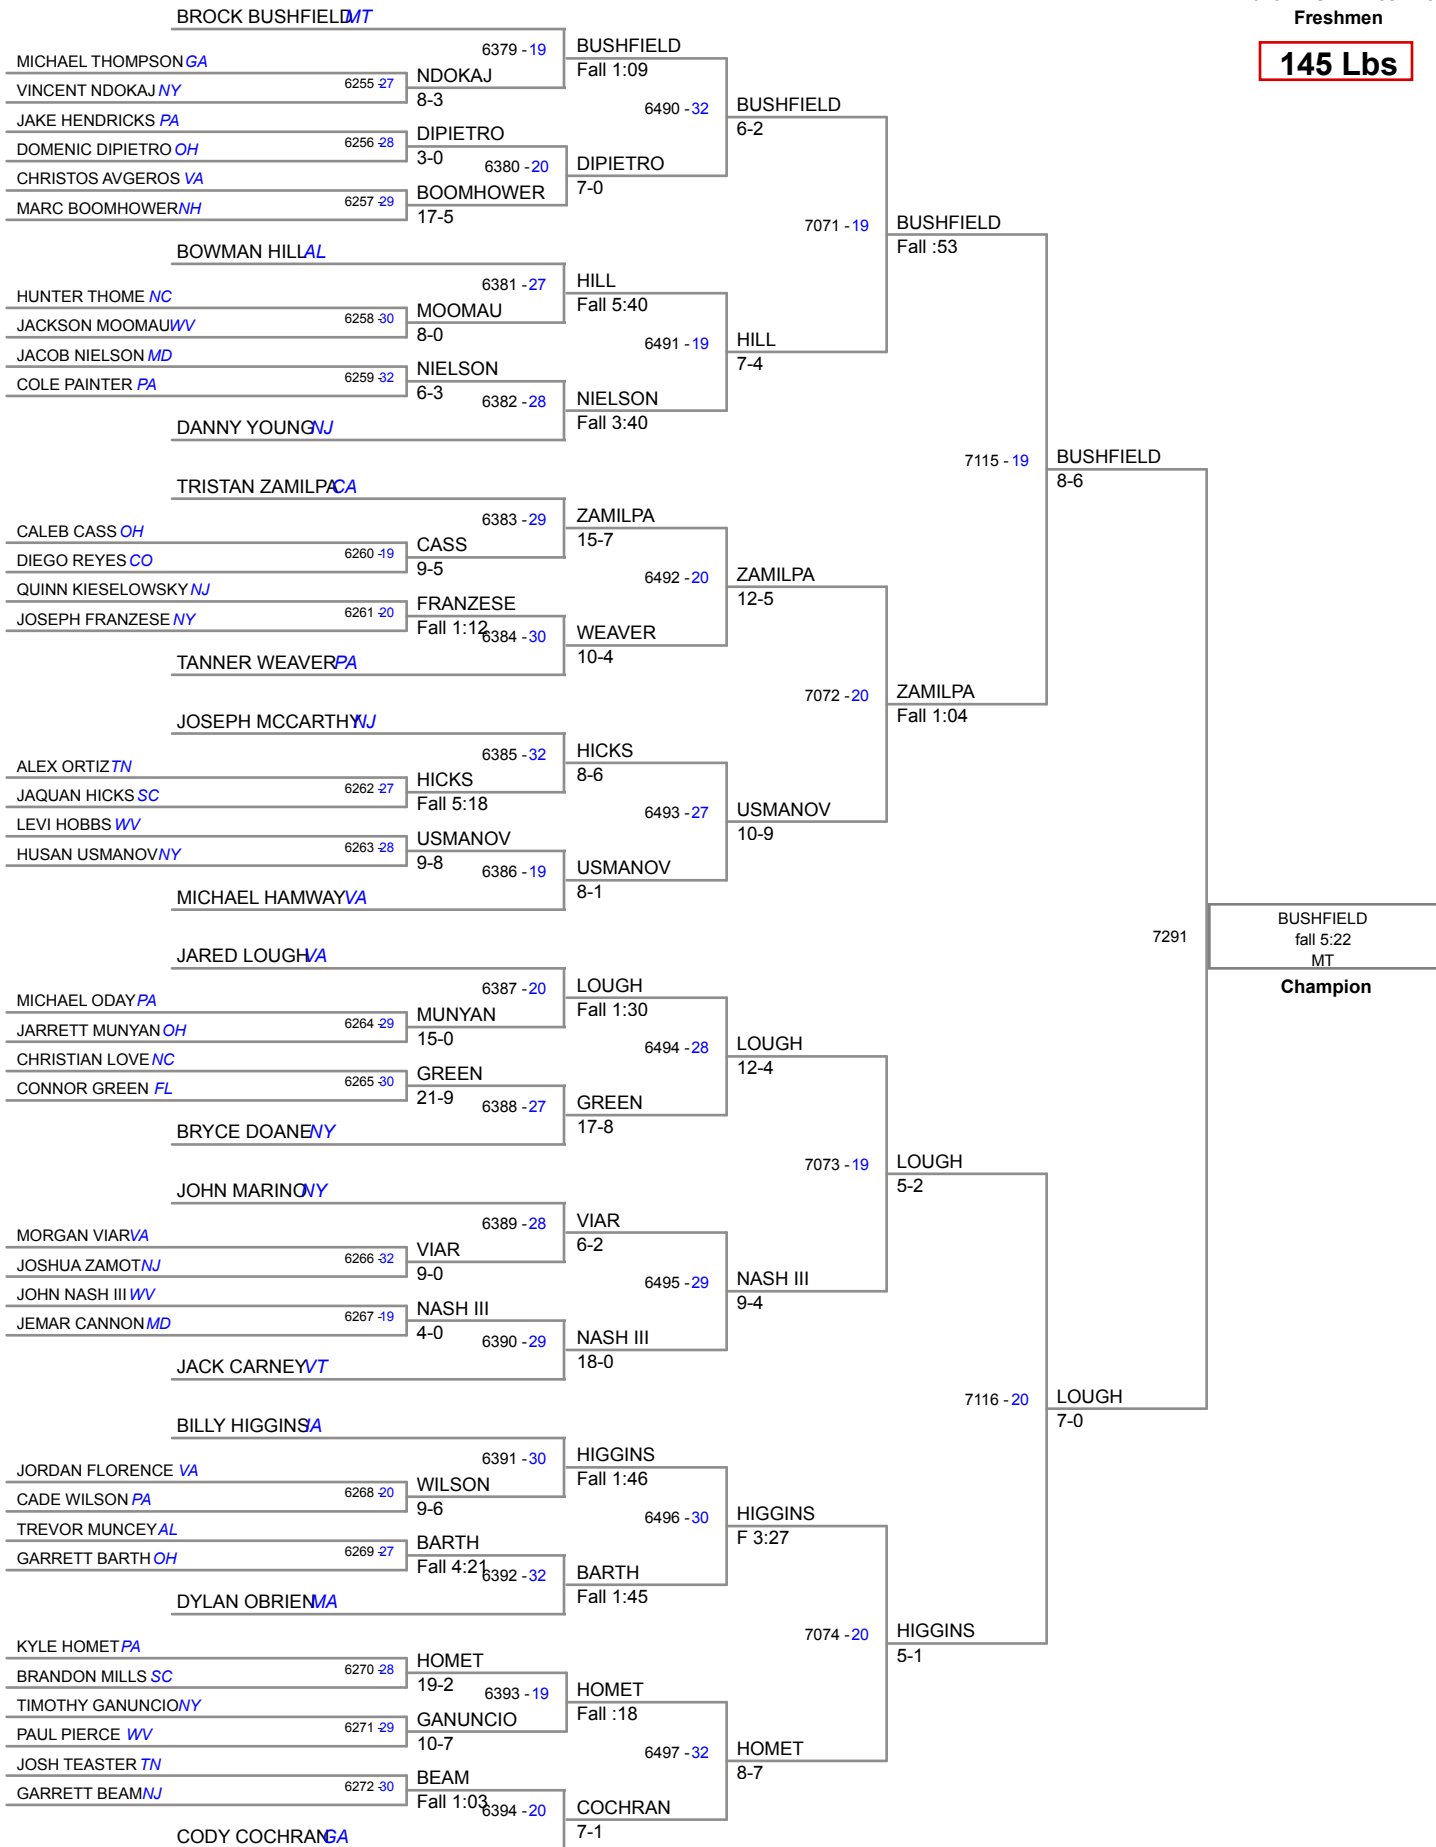 Freshmen
145 Lbs
BROCK BUSHFIELD MT
6379 - 19
BUSHFIELD
Fall 1:09
MICHAEL THOMPSON GA
VINCENT NDOKAJ NY
6255 - 27
NDOKAJ
8-3
6490 - 32
BUSHFIELD
6-2
JAKE HENDRICKS PA
DOMENIC DIPIETRO OH
6256 - 28
DIPIETRO
3-0
6380 - 20
DIPIETRO
7-0
CHRISTOS AVGEROS VA
MARC BOOMHOWER NH
6257 - 29
BOOMHOWER
17-5
7071 - 19
BUSHFIELD
Fall :53
BOWMAN HILL AL
6381 - 27
HILL
Fall 5:40
HUNTER THOME NC
JACKSON MOOMAU WV
6258 - 30
MOOMAU
8-0
6491 - 19
HILL
7-4
JACOB NIELSON MD
COLE PAINTER PA
6259 - 32
NIELSON
6-3
6382 - 28
NIELSON
Fall 3:40
DANNY YOUNG NJ
7115 - 19
BUSHFIELD
8-6
TRISTAN ZAMILPA CA
6383 - 29
ZAMILPA
15-7
CALEB CASS OH
DIEGO REYES CO
6260 - 19
CASS
9-5
6492 - 20
ZAMILPA
12-5
QUINN KIESELOWSKY NJ
JOSEPH FRANZESE NY
6261 - 20
FRANZESE
Fall 1:12
6384 - 30
WEAVER
10-4
TANNER WEAVER PA
7072 - 20
ZAMILPA
Fall 1:04
JOSEPH MCCARTHY NJ
6385 - 32
HICKS
8-6
ALEX ORTIZ TN
JAQUAN HICKS SC
6262 - 27
HICKS
Fall 5:18
6493 - 27
USMANOV
10-9
LEVI HOBBS WV
HUSAN USMANOV NY
6263 - 28
USMANOV
9-8
6386 - 19
USMANOV
8-1
MICHAEL HAMWAY VA
7291
BUSHFIELD
fall 5:22
MT
Champion
JARED LOUGH VA
6387 - 20
LOUGH
Fall 1:30
MICHAEL ODAY PA
JARRETT MUNYAN OH
6264 - 29
MUNYAN
15-0
6494 - 28
LOUGH
12-4
CHRISTIAN LOVE NC
CONNOR GREEN FL
6265 - 30
GREEN
21-9
6388 - 27
GREEN
17-8
BRYCE DOANE NY
7073 - 19
LOUGH
5-2
JOHN MARINO NY
6389 - 28
VIAR
6-2
MORGAN VIAR VA
JOSHUA ZAMOT NJ
6266 - 32
VIAR
9-0
6495 - 29
NASH III
9-4
JOHN NASH III WV
JEMAR CANNON MD
6267 - 19
NASH III
4-0
6390 - 29
NASH III
18-0
JACK CARNEY VT
7116 - 20
LOUGH
7-0
BILLY HIGGINS IA
6391 - 30
HIGGINS
Fall 1:46
JORDAN FLORENCE VA
CADE WILSON PA
6268 - 20
WILSON
9-6
6496 - 30
HIGGINS
F 3:27
TREVOR MUNCEY AL
GARRETT BARTH OH
6269 - 27
BARTH
Fall 4:21
6392 - 32
BARTH
Fall 1:45
DYLAN OBRIEN MA
7074 - 20
HIGGINS
5-1
KYLE HOMET PA
BRANDON MILLS SC
6270 - 28
HOMET
19-2
6393 - 19
HOMET
Fall :18
TIMOTHY GANUNCIO NY
PAUL PIERCE WV
6271 - 29
GANUNCIO
10-7
6497 - 32
HOMET
8-7
JOSH TEASTER TN
GARRETT BEAM NJ
6272 - 30
BEAM
Fall 1:03
6394 - 20
COCHRAN
7-1
CODY COCHRAN GA